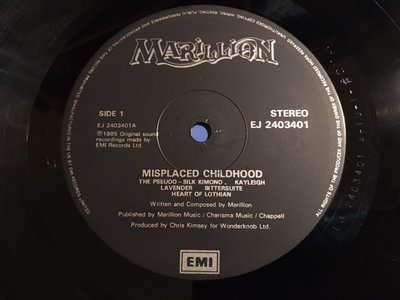 MARILLION
SIDE 1
STEREO
EJ 2403401A
EJ 2403401
℗1985 Original sound
recordings made by
EMI Records Ltd.
MISPLACED CHiLDHOOD
THE PSEUDO - SILK KIMONO, KAYLEIGH
LAVENDER BITTERSUITE
HEART OF LOTHIAN
Written and Composed by Marillion
Published by Marillion Music / Charisma Music / Chappell
Produced by Chris Kimsey for Wonderknob Ltd.
EMI